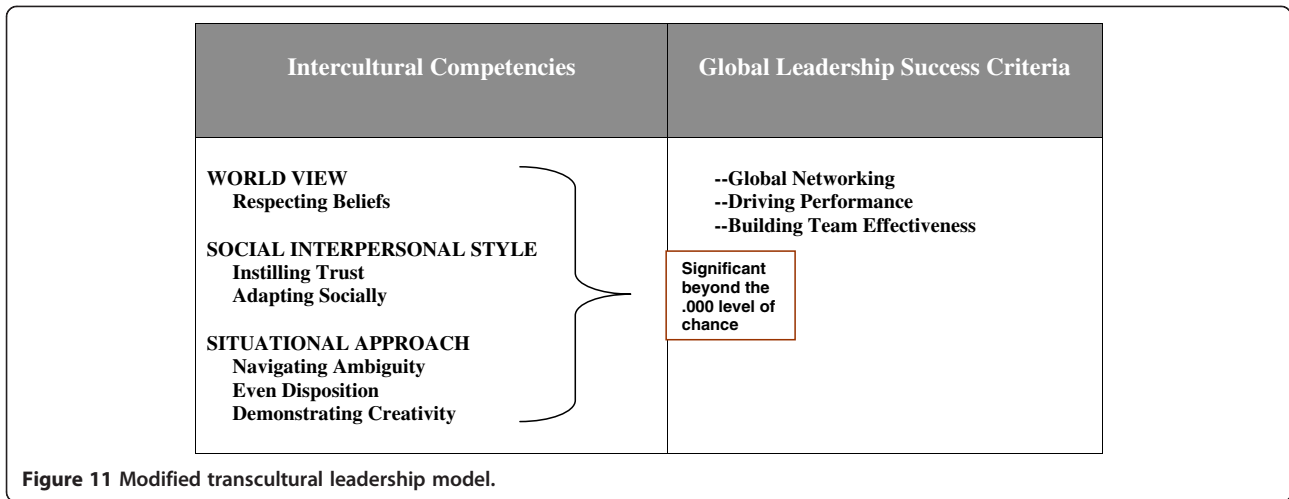 Intercultural Competencies
Global Leadership Success Criteria
WORLD VIEW
Respecting Beliefs
SOCIAL INTERPERSONAL STYLE
Instilling Trust
Adapting Socially
SITUATIONAL APPROACH
Navigating Ambiguity
Even Disposition
Demonstrating Creativity
--Global Networking
--Driving Performance
--Building Team Effectiveness
Significant
beyond the
.000 level of
chance
Figure 11 Modified transcultural leadership model.